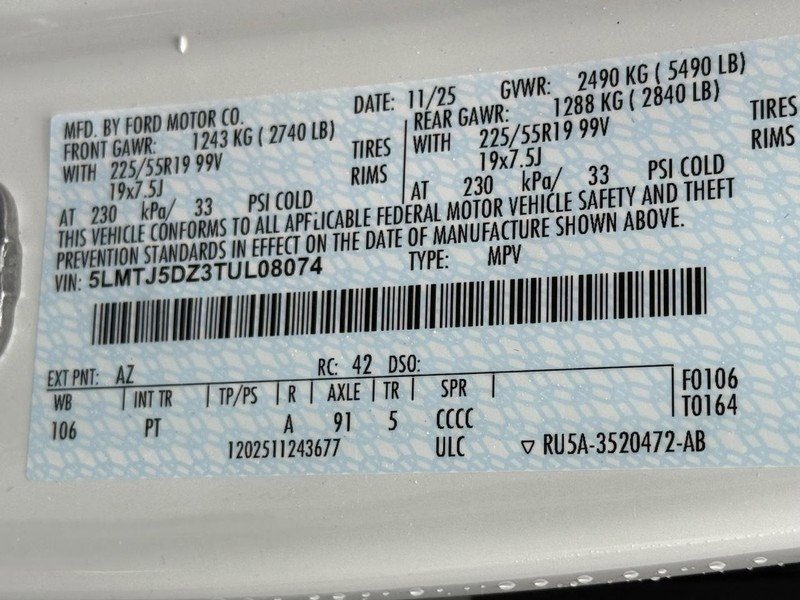 MFD. BY FORD MOTOR CO. DATE: 11/25 GVWR: 2490 KG ( 5490 LB)
FRONT GAWR: 1243 KG ( 2740 LB) REAR GAWR: 1288 KG ( 2840 LB)
WITH 225/55R19 99V TIRES WITH 225/55R19 99V TIRES
19x7.5J RIMS 19x7.5J RIMS
AT 230 kPa/ 33 PSI COLD AT 230 kPa/ 33 PSI COLD
THIS VEHICLE CONFORMS TO ALL APPLICABLE FEDERAL MOTOR VEHICLE SAFETY AND THEFT
PREVENTION STANDARDS IN EFFECT ON THE DATE OF MANUFACTURE SHOWN ABOVE.
VIN: 5LMTJ5DZ3TUL08074 TYPE: MPV
EXT PNT: AZ RC: 42 DSO:
WB INT TR TP/PS R AXLE TR SPR F0106
106 PT A 91 5 CCCC T0164
1202511243677 ULC ▽ RU5A-3520472-AB